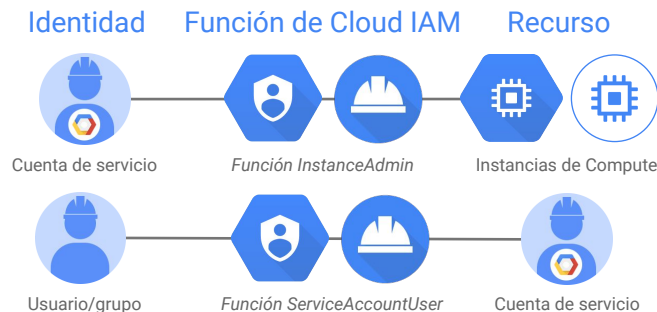 Identidad
Función de Cloud IAM
Recurso
Cuenta de servicio
Función InstanceAdmin
Instancias de Compute
Usuario/grupo
Función ServiceAccountUser
Cuenta de servicio